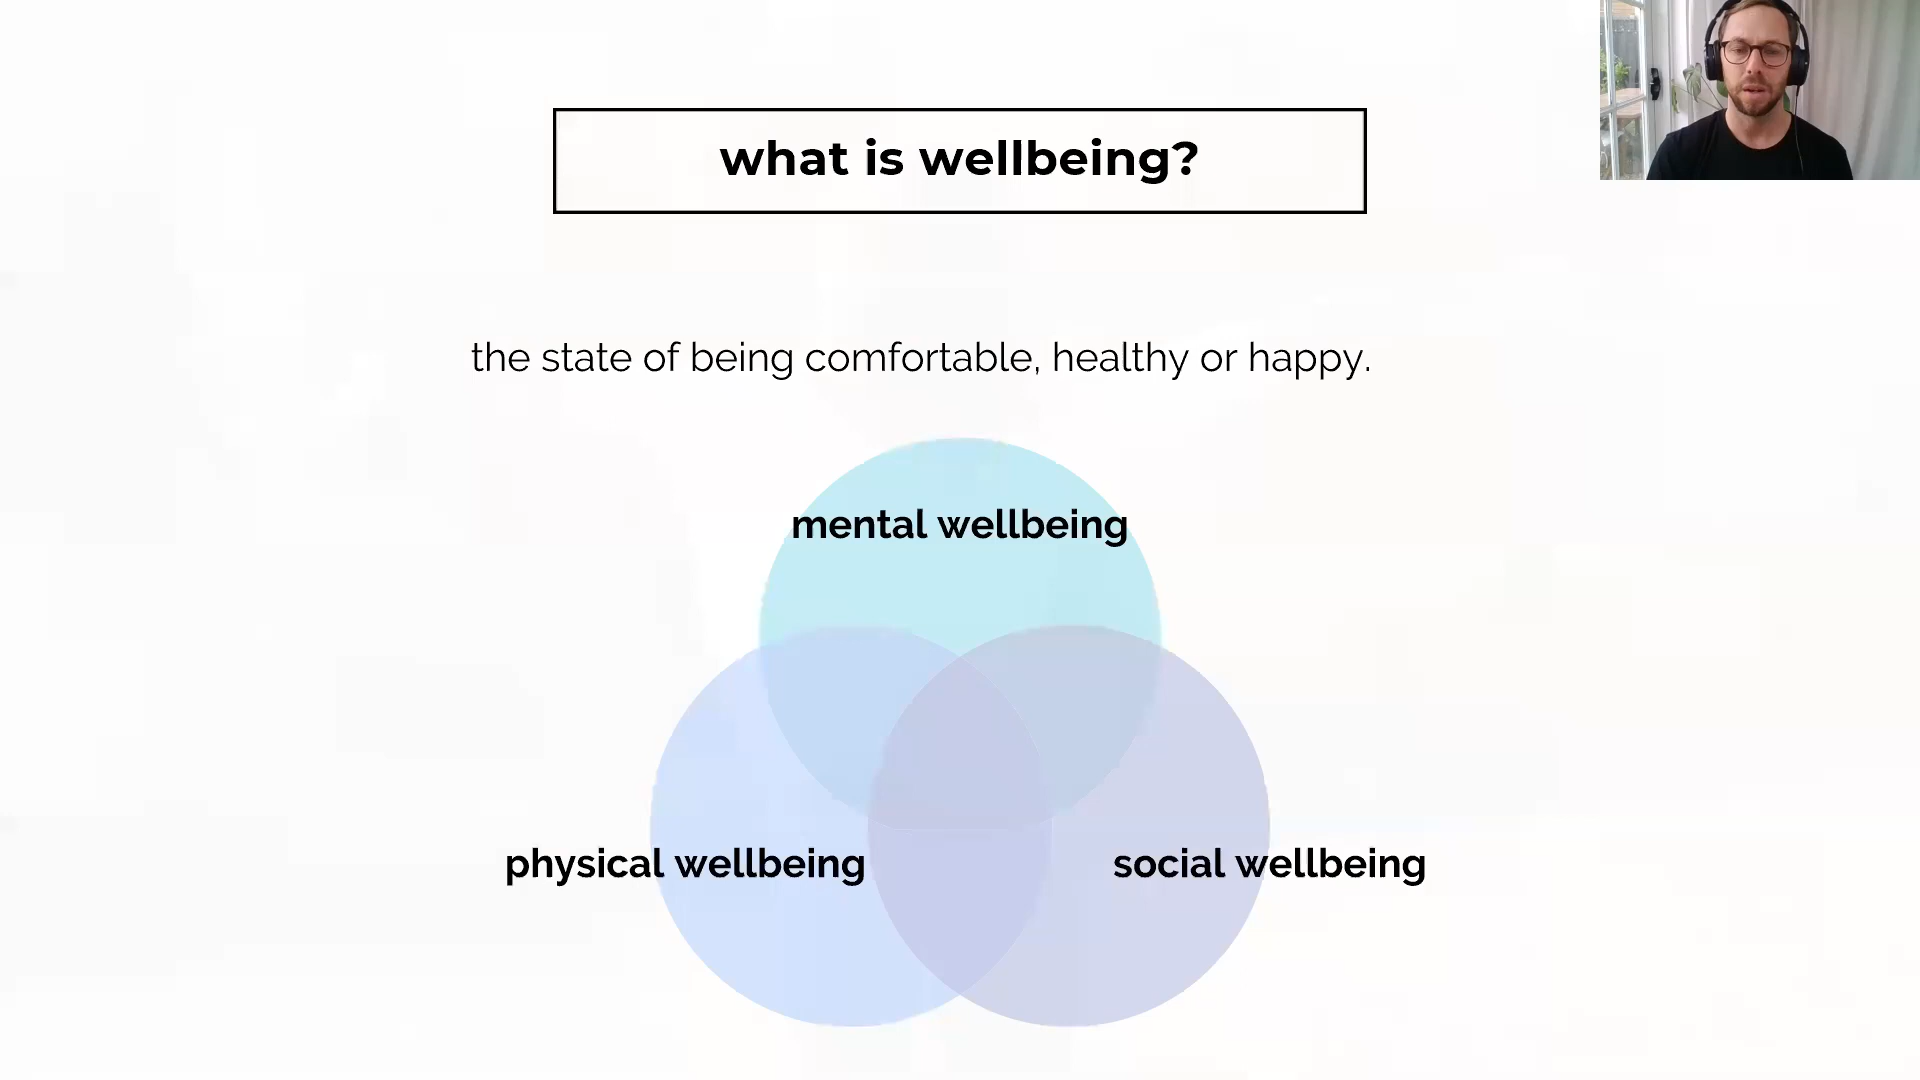 what is wellbeing?
the state of being comfortable, healthy or happy.
mental wellbeing
physical wellbeing
social wellbeing